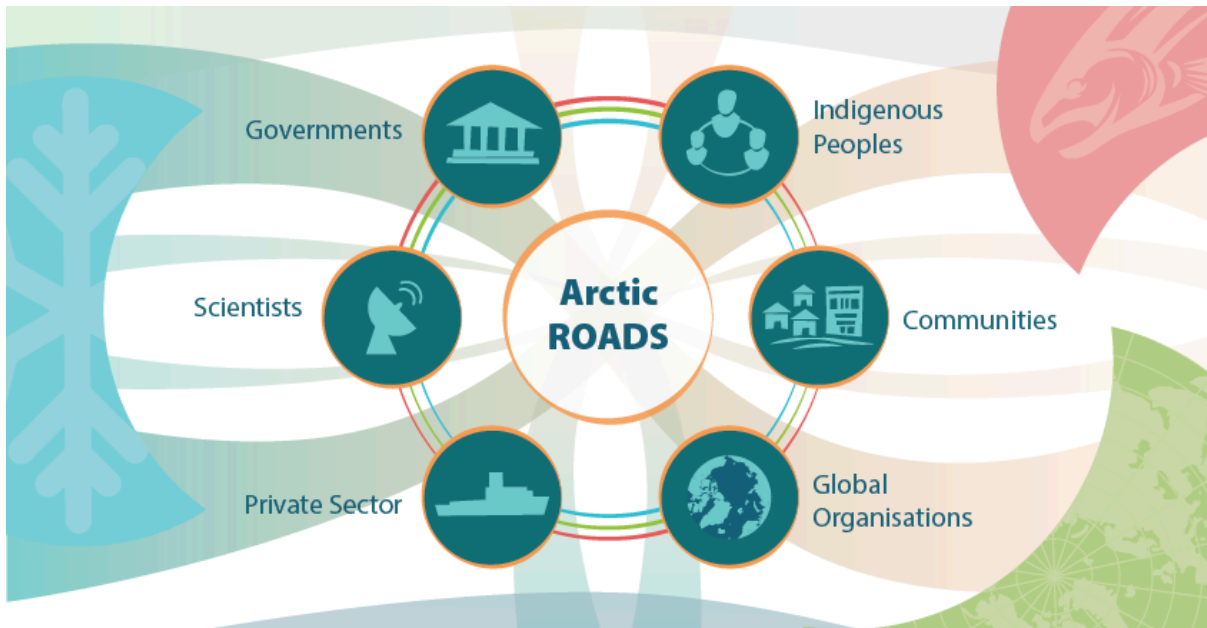 Governments
Indigenous
Peoples
Scientists
Arctic
ROADS
Communities
Private Sector
Global
Organisations